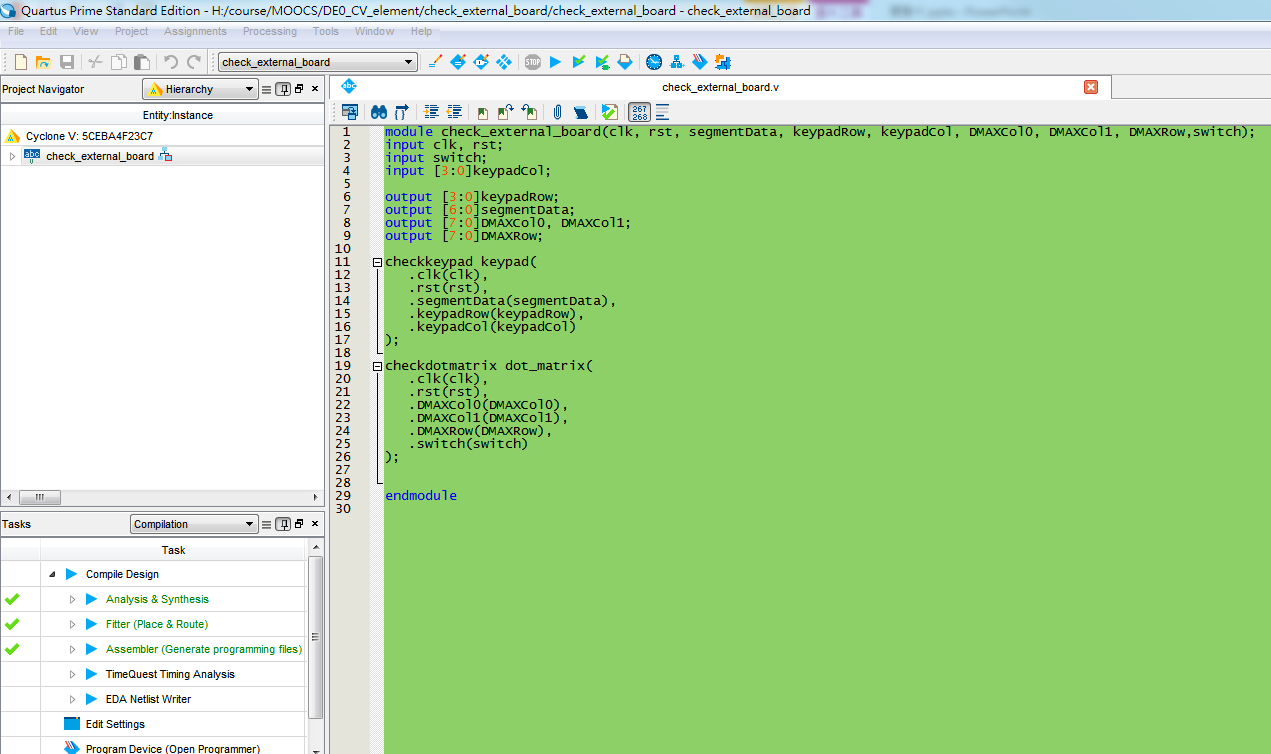 Quartus Prime Standard Edition - H:/course/MOOCS/DE0_CV_element/check_external_board/check_external_board - check_external_board
File Edit View Project Assignments Processing Tools Window Help
check_external_board
STOP
Project Navigator Hierarchy
Entity:Instance
Cyclone V: 5CEBA4F23C7
abc check_external_board
abc check_external_board.v
267
268
1 module check_external_board(clk, rst, segmentData, keypadRow, keypadCol, DMAXCol0, DMAXCol1, DMAXRow,switch);
2 input clk, rst;
3 input switch;
4 input [3:0]keypadCol;
5
6 output [3:0]keypadRow;
7 output [6:0]segmentData;
8 output [7:0]DMAXCol0, DMAXCol1;
9 output [7:0]DMAXRow;
10
11 checkkeypad keypad(
12 .clk(clk),
13 .rst(rst),
14 .segmentData(segmentData),
15 .keypadRow(keypadRow),
16 .keypadCol(keypadCol)
17 );
18
19 checkdotmatrix dot_matrix(
20 .clk(clk),
21 .rst(rst),
22 .DMAXCol0(DMAXCol0),
23 .DMAXCol1(DMAXCol1),
24 .DMAXRow(DMAXRow),
25 .switch(switch)
26 );
27
28
29 endmodule
30
Tasks Compilation
Task
Compile Design
Analysis & Synthesis
Fitter (Place & Route)
Assembler (Generate programming files)
TimeQuest Timing Analysis
EDA Netlist Writer
Edit Settings
Program Device (Open Programmer)